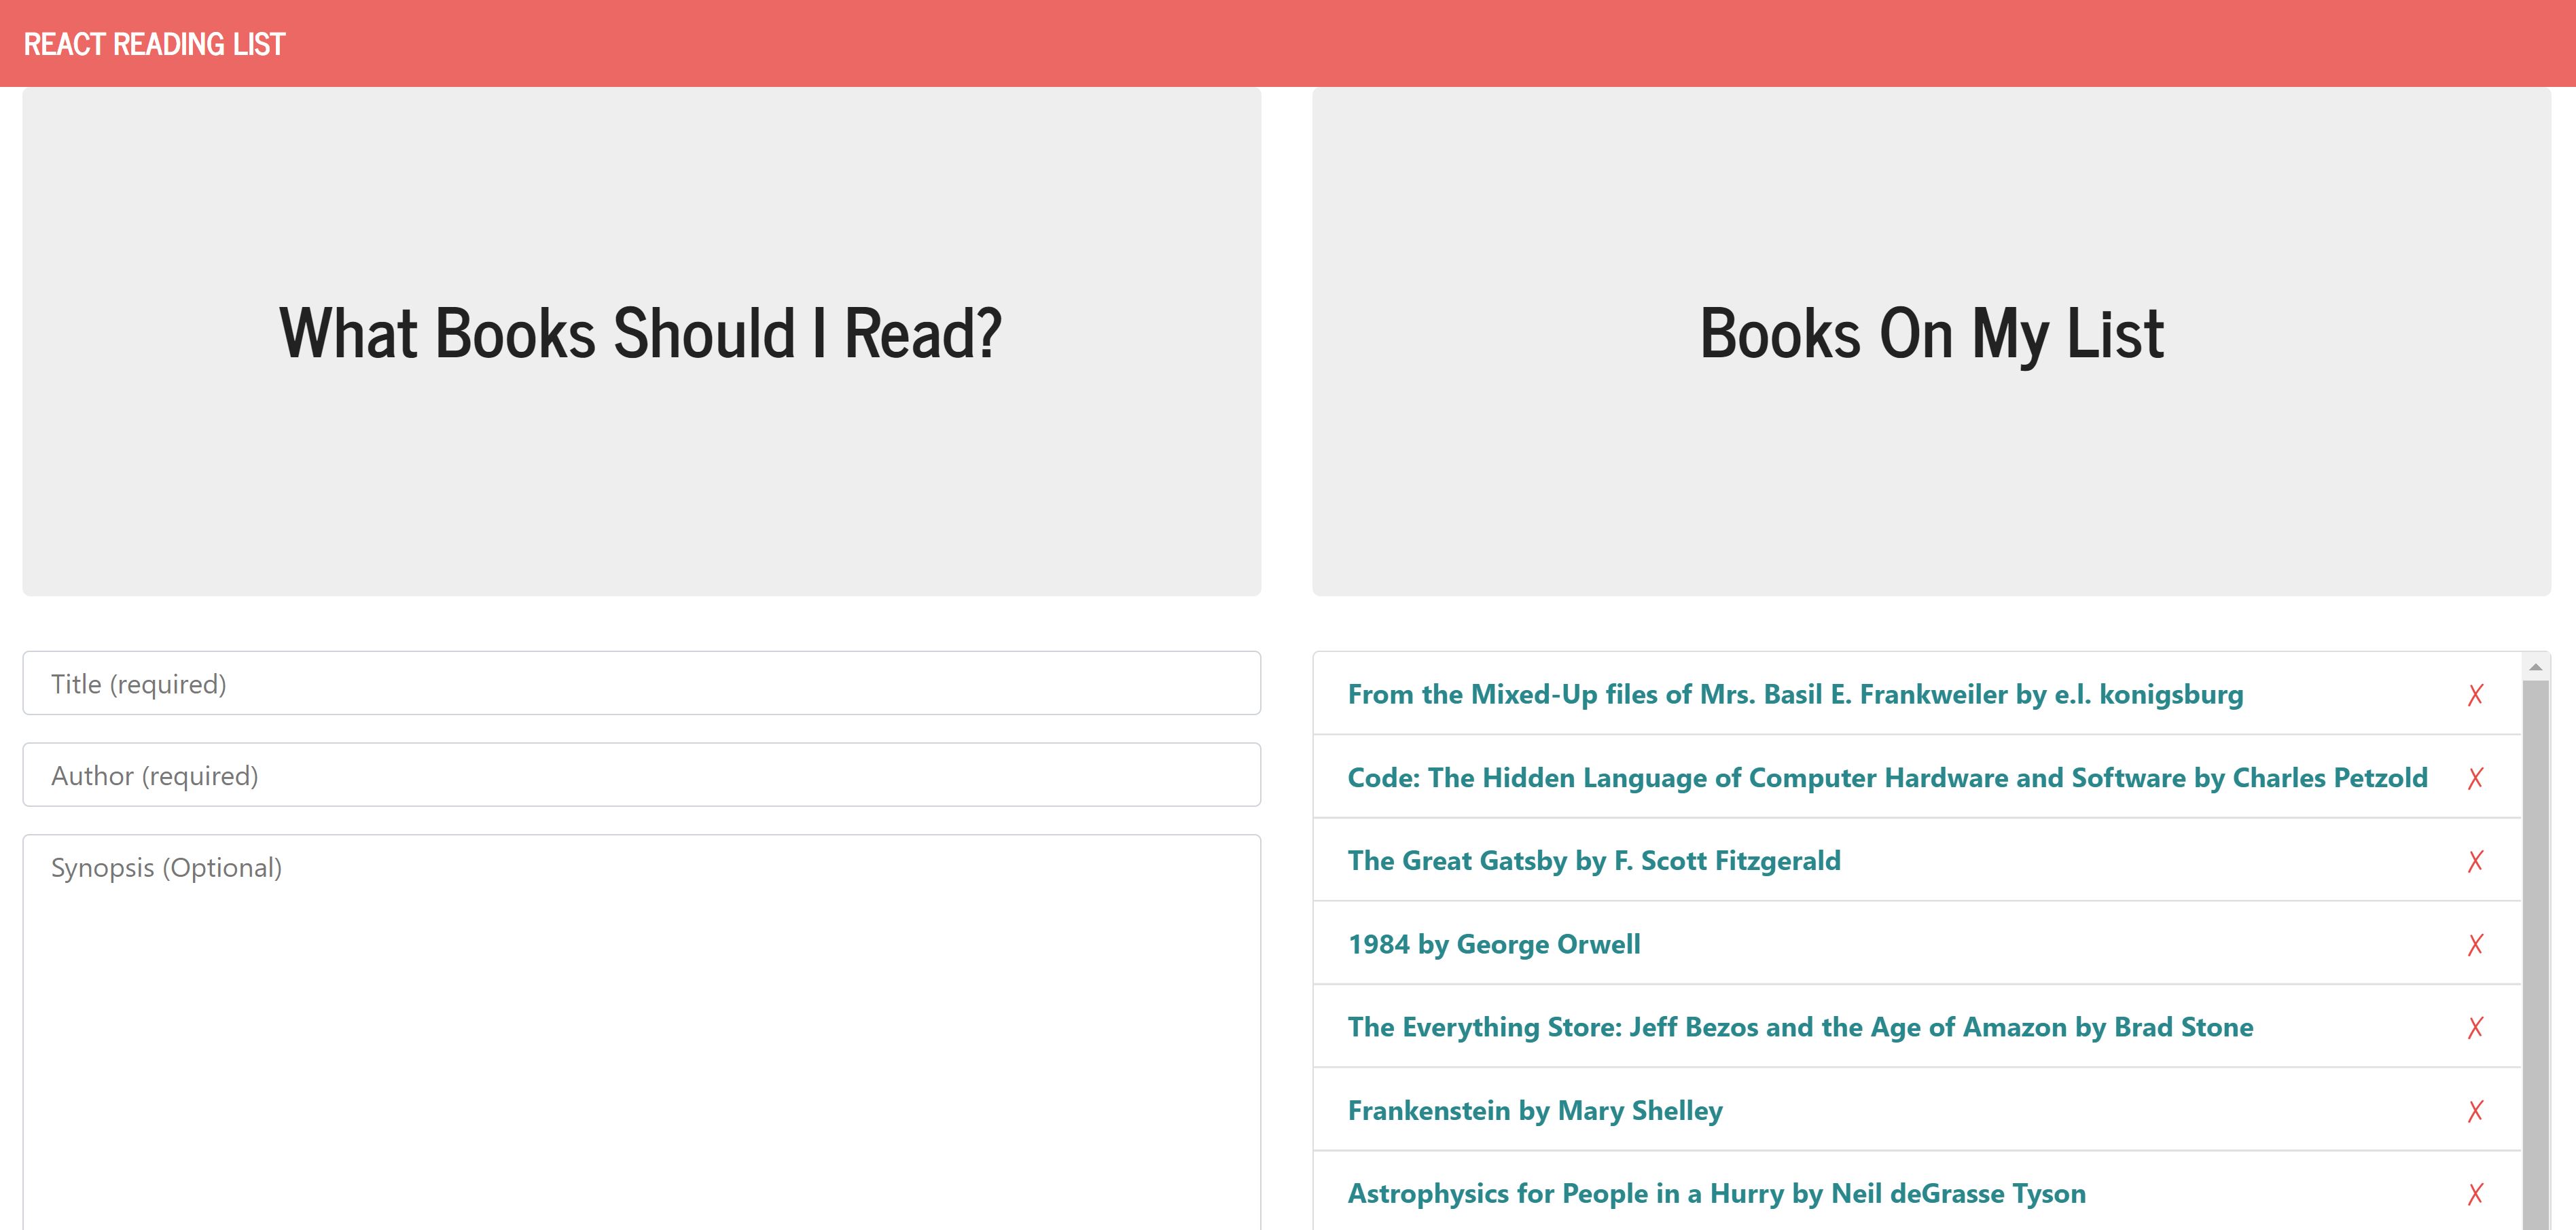 REACT READING LIST
What Books Should I Read?
Books On My List
Title (required)
Author (required)
Synopsis (Optional)
From the Mixed-Up files of Mrs. Basil E. Frankweiler by e.l. konigsburg
✗
Code: The Hidden Language of Computer Hardware and Software by Charles Petzold
✗
The Great Gatsby by F. Scott Fitzgerald
✗
1984 by George Orwell
✗
The Everything Store: Jeff Bezos and the Age of Amazon by Brad Stone
✗
Frankenstein by Mary Shelley
✗
Astrophysics for People in a Hurry by Neil deGrasse Tyson
✗